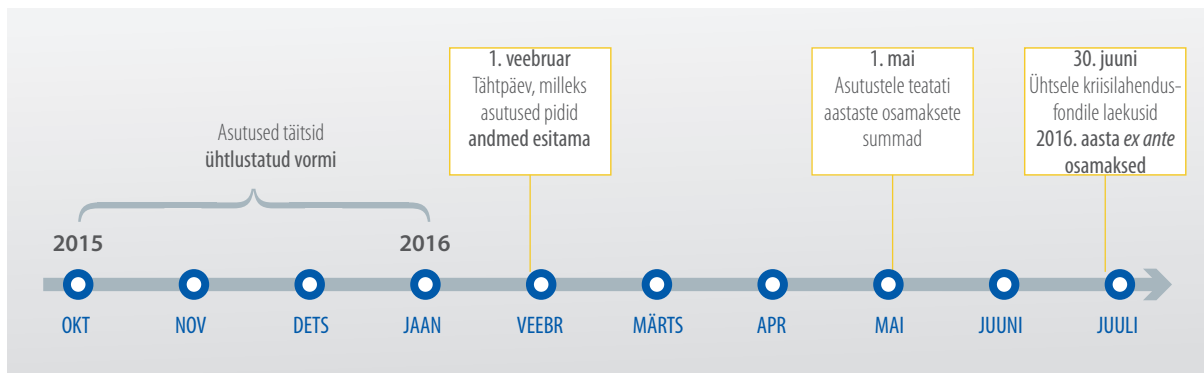 Asutused täitsid
ühtlustatud vormi
1. veebruar
Tähtpäev, milleks
asutused pidid
andmed esitama
1. mai
Asutustele teatati
aastaste osamaksete
summad
30. juuni
Ühtsele kriisilahendus-
fondile laekusid
2016. aasta ex ante
osamaksed
2015
2016
OKT
NOV
DETS
JAAN
VEEBR
MÄRTS
APR
MAI
JUUNI
JUULI